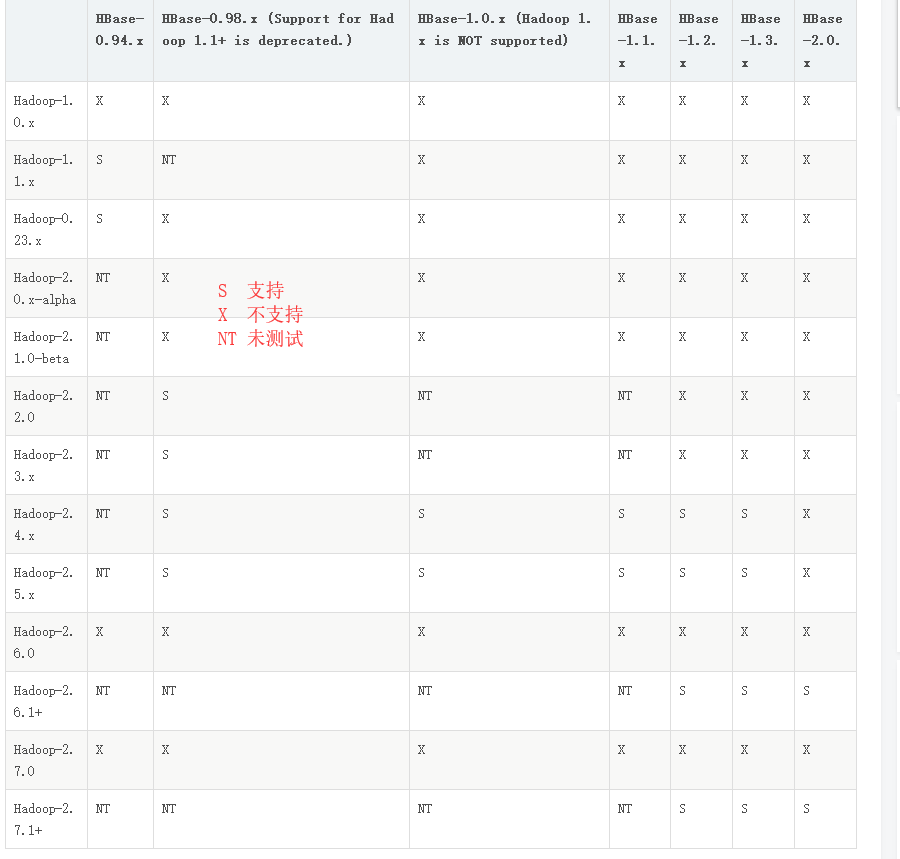 HBase-0.94.x HBase-0.98.x (Support for Hadoop 1.1+ is deprecated.) HBase-1.0.x (Hadoop 1.x is NOT supported) HBase-1.1.x HBase-1.2.x HBase-1.3.x HBase-2.0.x
Hadoop-1.0.x X X X X X X X
Hadoop-1.1.x S NT X X X X X
Hadoop-0.23.x S X X X X X X
Hadoop-2.0.x-alpha NT X X X X X X
S 支持
X 不支持
NT 未测试
Hadoop-2.1.0-beta NT X X X X X X
Hadoop-2.2.0 NT S NT NT X X X
Hadoop-2.3.x NT S NT NT X X X
Hadoop-2.4.x NT S S S S S X
Hadoop-2.5.x NT S S S S S X
Hadoop-2.6.0 X X X X X X X
Hadoop-2.6.1+ NT NT NT NT S S S
Hadoop-2.7.0 X X X X X X X
Hadoop-2.7.1+ NT NT NT NT S S S